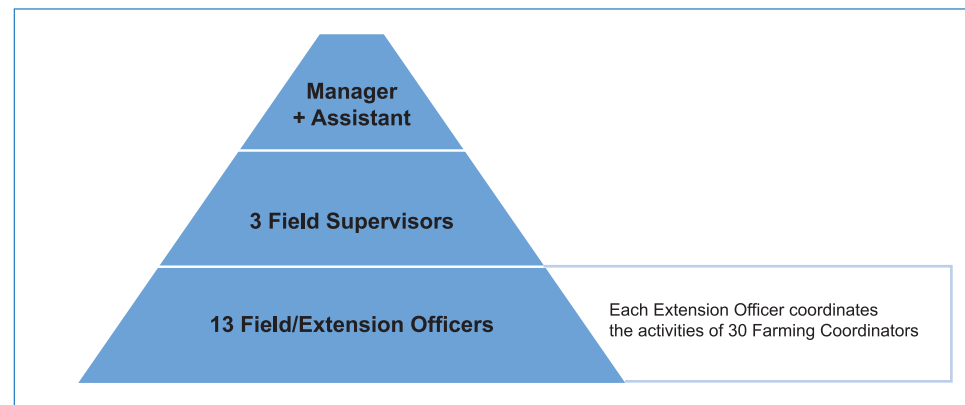 Manager
+ Assistant
3 Field Supervisors
13 Field/Extension Officers
Each Extension Officer coordinates
the activities of 30 Farming Coordinators